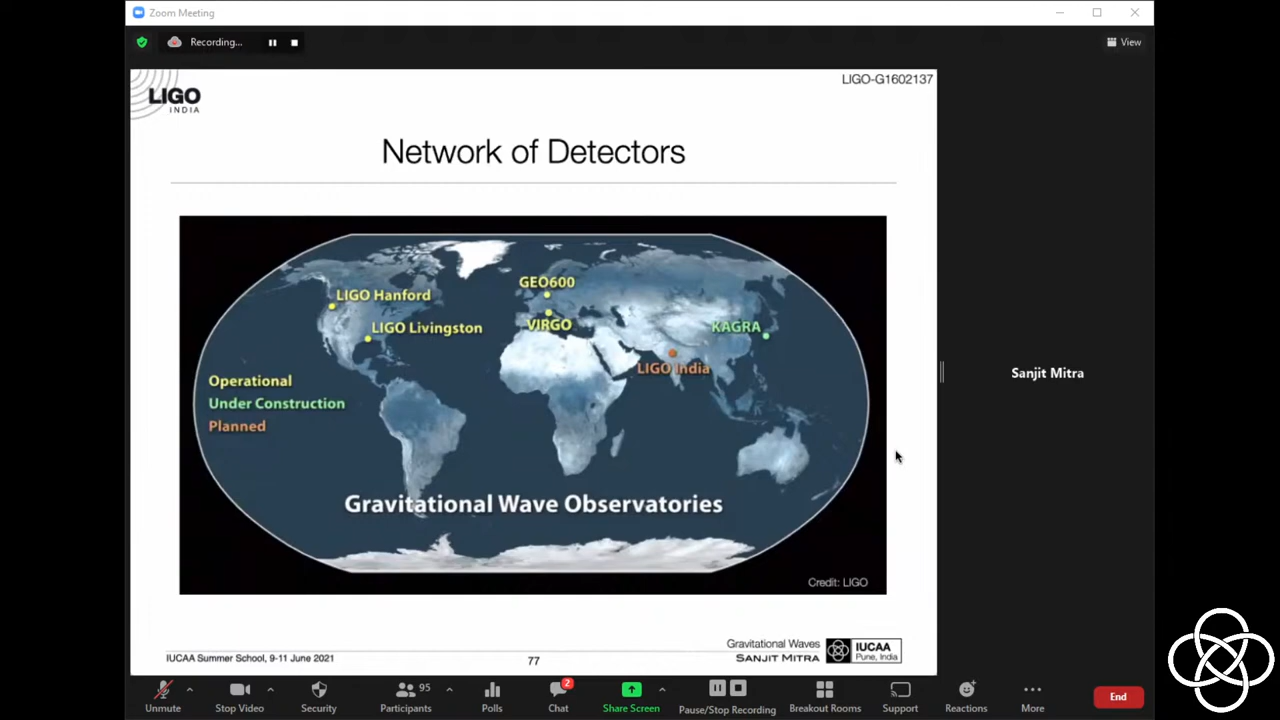 Zoom Meeting
Recording...
View
LIGO-G1602137
LIGO
INDIA
Network of Detectors
GEO600
LIGO Hanford
VIRGO
LIGO Livingston
KAGRA
LIGO India
Operational
Under Construction
Planned
Gravitational Wave Observatories
Credit: LIGO
Sanjit Mitra
Gravitational Waves
SANJIT MITRA
IUCAA
Pune, India
IUCAA Summer School, 9-11 June 2021
77
Unmute
Stop Video
Security
Participants
95
Polls
Chat
2
Share Screen
Pause/Stop Recording
Breakout Rooms
Support
Reactions
More
End